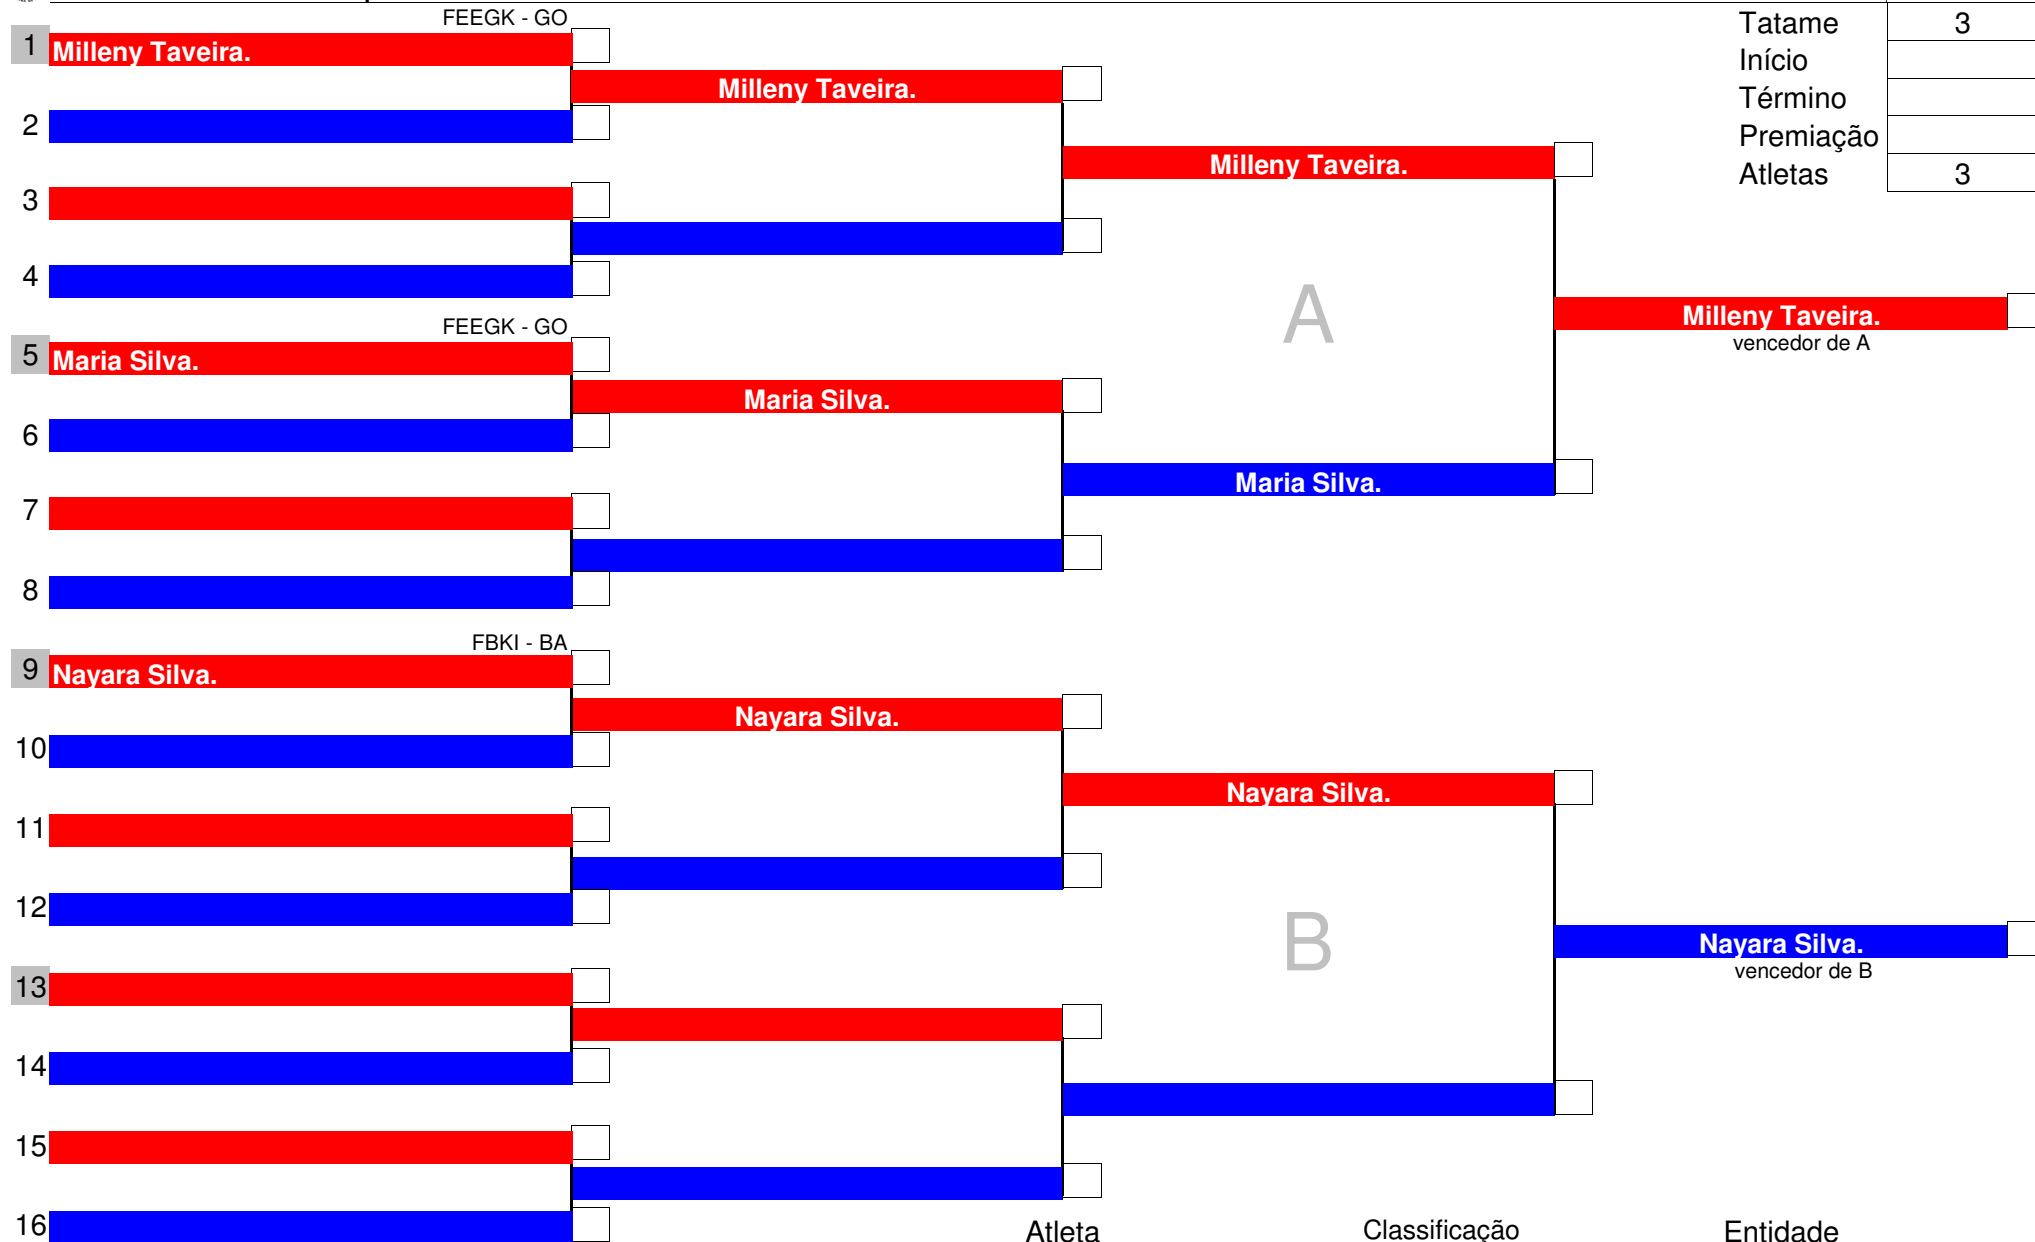 FEEGK - GO
Tatame 3
1 Milleny Taveira.
Início
Milleny Taveira.
Término
2
Premiação
Milleny Taveira.
Atletas 3
3
4
Milleny Taveira.
FEEGK - GO
vencedor de A
A
5 Maria Silva.
Maria Silva.
6
Maria Silva.
7
8
FBKI - BA
9 Nayara Silva.
Nayara Silva.
10
Nayara Silva.
11
12
B
Nayara Silva.
vencedor de B
13
14
15
16
Atleta Classificação Entidade